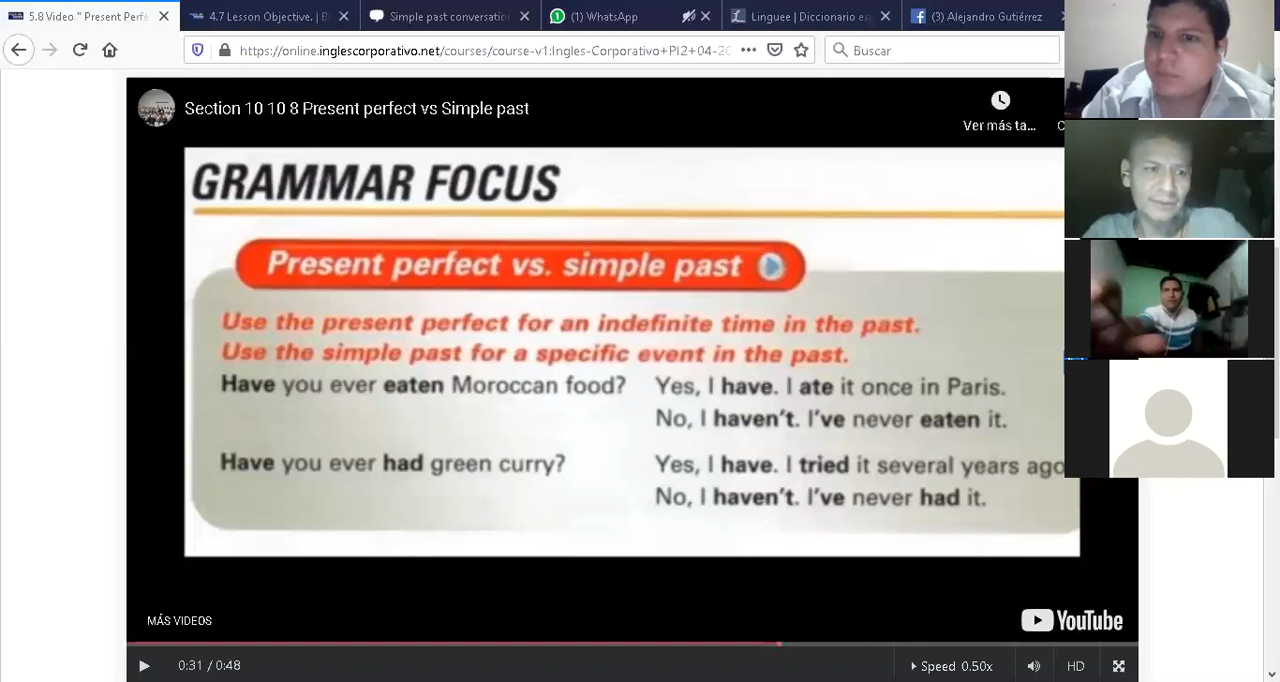 5.8 Video " Present Perfe
4.7 Lesson Objective. | B
Simple past conversation
(1) WhatsApp
Linguee | Diccionario esp
(3) Alejandro Gutiérrez
https://online.inglescorporativo.net/courses/course-v1:Ingles-Corporativo+PI2+04-20
Buscar
Section 10 10 8 Present perfect vs Simple past
Ver más ta...
GRAMMAR FOCUS
Present perfect vs. simple past
Use the present perfect for an indefinite time in the past.
Use the simple past for a specific event in the past.
Have you ever eaten Moroccan food? Yes, I have. I ate it once in Paris.
No, I haven't. I've never eaten it.
Have you ever had green curry? Yes, I have. I tried it several years ago
No, I haven't. I've never had it.
MÁS VIDEOS
YouTube
0:31 / 0:48
Speed 0.50x
HD